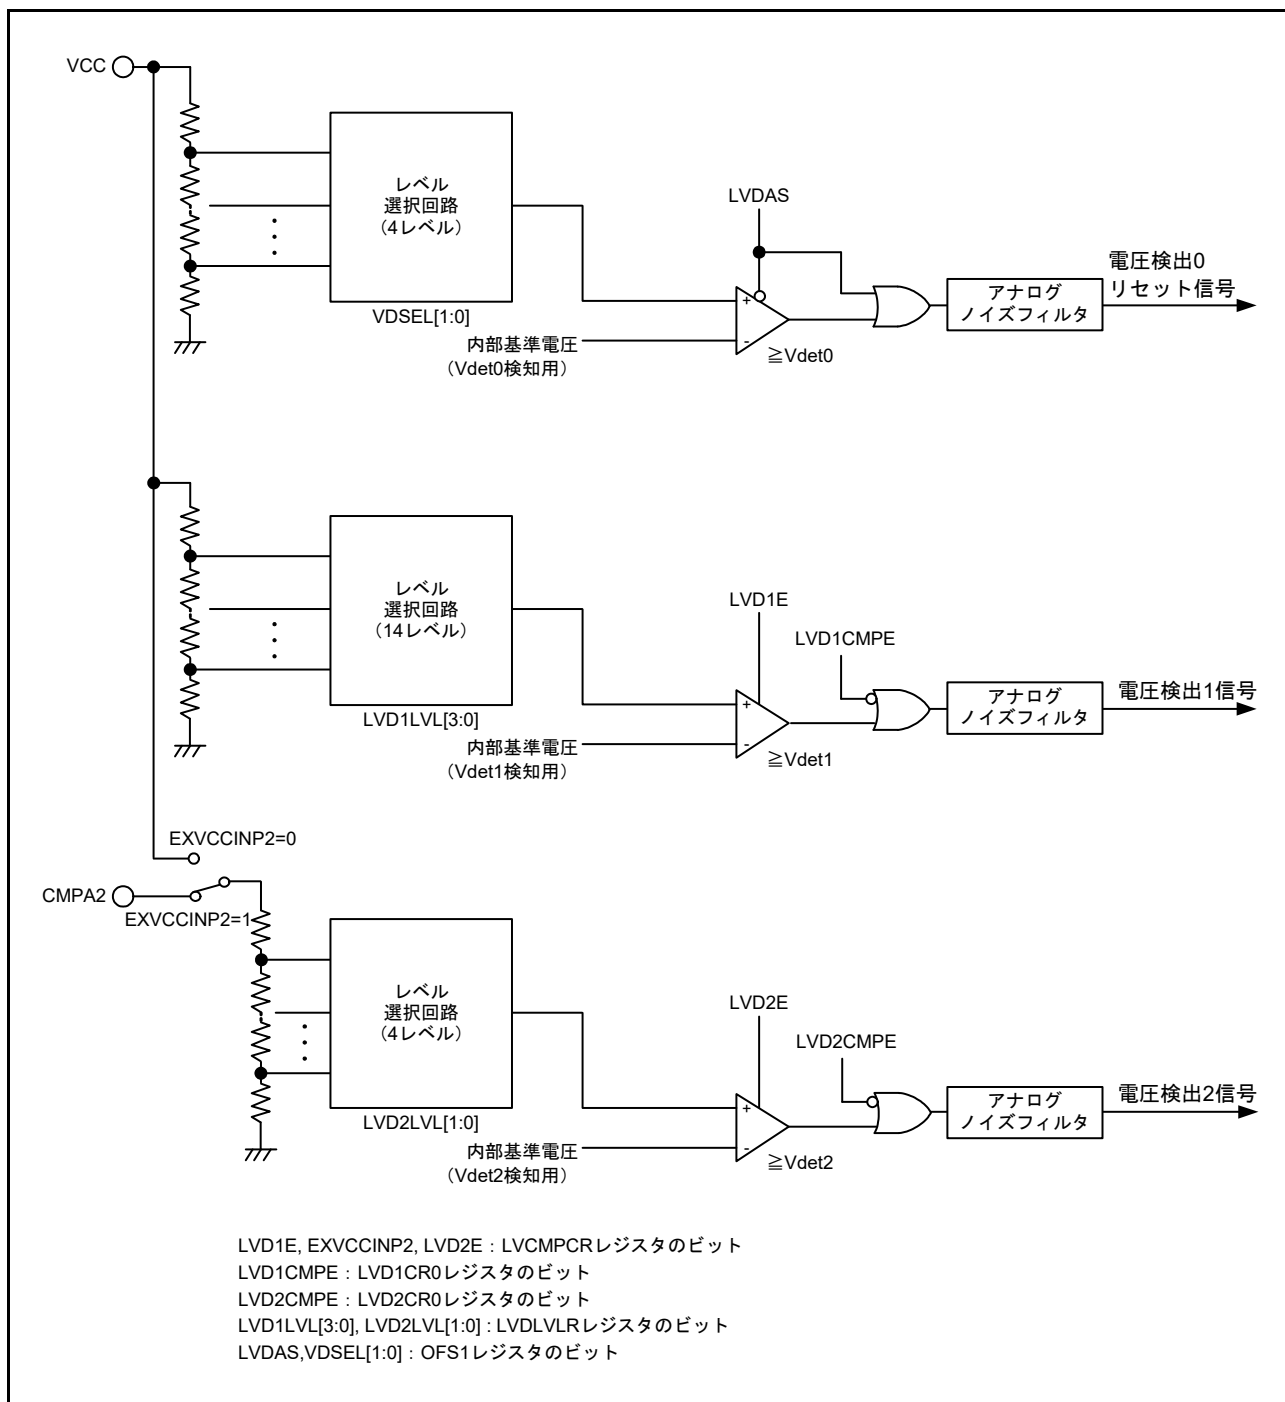 VCC
レベル
選択回路
（4レベル）
VDSEL[1:0]
LVDAS
+
-
≧Vdet0
内部基準電圧
（Vdet0検知用）
アナログ
ノイズフィルタ
電圧検出0
リセット信号
レベル
選択回路
（14レベル）
LVD1LVL[3:0]
LVD1E
LVD1CMPE
+
-
≧Vdet1
内部基準電圧
（Vdet1検知用）
アナログ
ノイズフィルタ
電圧検出1信号
EXVCCINP2=0
CMPA2
EXVCCINP2=1
レベル
選択回路
（4レベル）
LVD2LVL[1:0]
LVD2E
LVD2CMPE
+
-
≧Vdet2
内部基準電圧
（Vdet2検知用）
アナログ
ノイズフィルタ
電圧検出2信号
LVD1E, EXVCCINP2, LVD2E：LVCMPCRレジスタのビット
LVD1CMPE：LVD1CR0レジスタのビット
LVD2CMPE：LVD2CR0レジスタのビット
LVD1LVL[3:0], LVD2LVL[1:0] : LVDLVLRレジスタのビット
LVDAS,VDSEL[1:0]：OFS1レジスタのビット